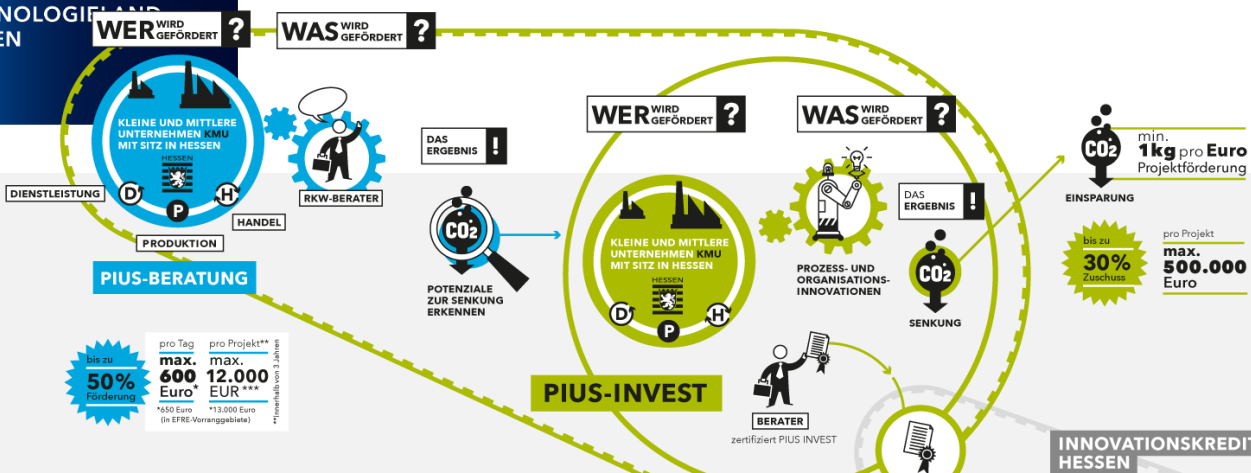 WER WIRD GEFÖRDERT ?
WAS WIRD GEFÖRDERT ?
KLEINE UND MITTLERE
UNTERNEHMEN KMU
MIT SITZ IN HESSEN
HESSEN
D
P
H
DIENSTLEISTUNG
HANDEL
PRODUKTION
RKW-BERATER
PIUS-BERATUNG
bis zu
50%
Förderung
pro Tag
max.
600
Euro*
*650 Euro
(in EFRE-Vorranggebiete)
pro Projekt**
max.
12.000
EUR ***
*13.000 Euro
**innerhalb von 3 Jahren
DAS
ERGEBNIS !
CO2
POTENZIALE
ZUR SENKUNG
ERKENNEN
WER WIRD GEFÖRDERT ?
WAS WIRD GEFÖRDERT ?
KLEINE UND MITTLERE
UNTERNEHMEN KMU
MIT SITZ IN HESSEN
HESSEN
D
P
H
PROZESS- UND
ORGANISATIONS-
INNOVATIONEN
DAS
ERGEBNIS !
CO2
SENKUNG
PIUS-INVEST
BERATER
zertifiziert PIUS INVEST
CO2
EINSPARUNG
min.
1kg pro Euro
Projektförderung
bis zu
30%
Zuschuss
pro Projekt
max.
500.000
Euro
INNOVATIONSKREDIT
HESSEN